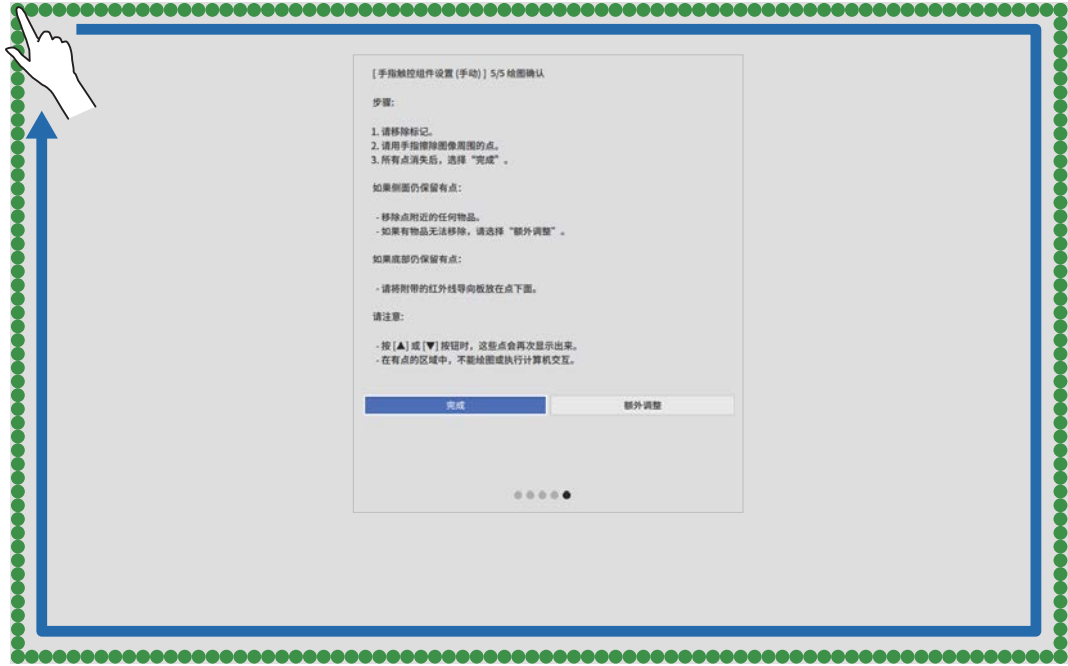 [ 手指触控组件设置 (手动) ] 5/5 绘图确认
步骤:
1. 请移除标记。
2. 请用手指擦除图像周围的点。
3. 所有点消失后，选择“完成”。
如果侧面仍保留有点:
- 移除点附近的任何物品。
- 如果有物品无法移除，请选择“额外调整”。
如果底部仍保留有点:
- 请将附带的红外线导向板放在点下面。
请注意:
- 按 [▲] 或 [▼] 按钮时，这些点会再次显示出来。
- 在有点的区域中，不能绘图或执行计算机交互。
完成
额外调整